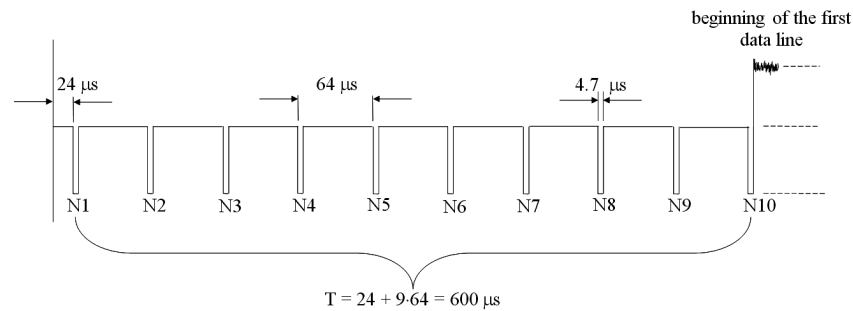 beginning of the first
data line
24 μs
64 μs
4.7 μs
N1 N2 N3 N4 N5 N6 N7 N8 N9 N10
T = 24 + 9·64 = 600 μs